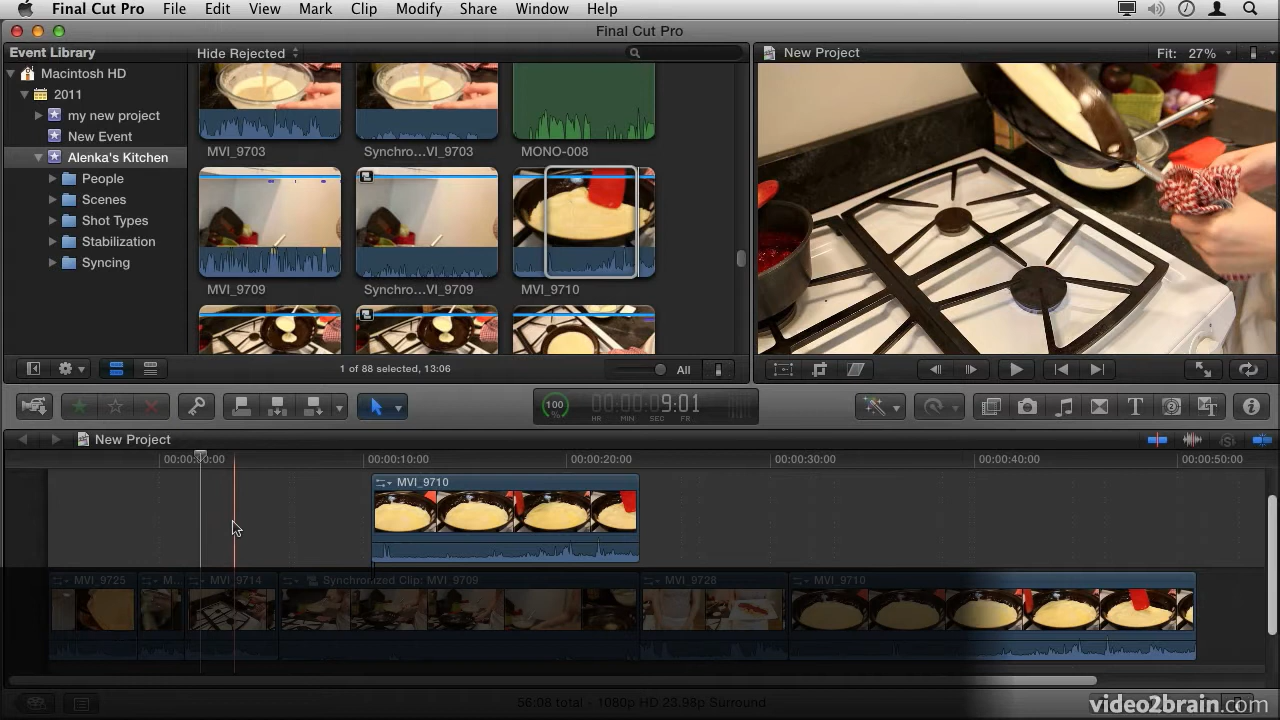 Final Cut Pro File Edit View Mark Clip Modify Share Window Help
Final Cut Pro
Event Library
Hide Rejected
New Project
Fit: 27%
Macintosh HD
2011
my new project
New Event
Alenka's Kitchen
People
Scenes
Shot Types
Stabilization
Syncing
MVI_9703
Synchro...VI_9703
MONO-008
MVI_9709
Synchro...VI_9709
MVI_9710
1 of 88 selected, 13:06
All
100
%
9:01
HR MIN SEC FR
New Project
00:00:00:00
00:00:10:00
00:00:20:00
00:00:30:00
00:00:40:00
00:00:50:00
MVI_9710
MVI_9725
M...
MVI_9714
Synchronized Clip: MVI_9709
MVI_9728
MVI_9710
56:08 total - 1080p HD 23.98p Surround
video2brain.com